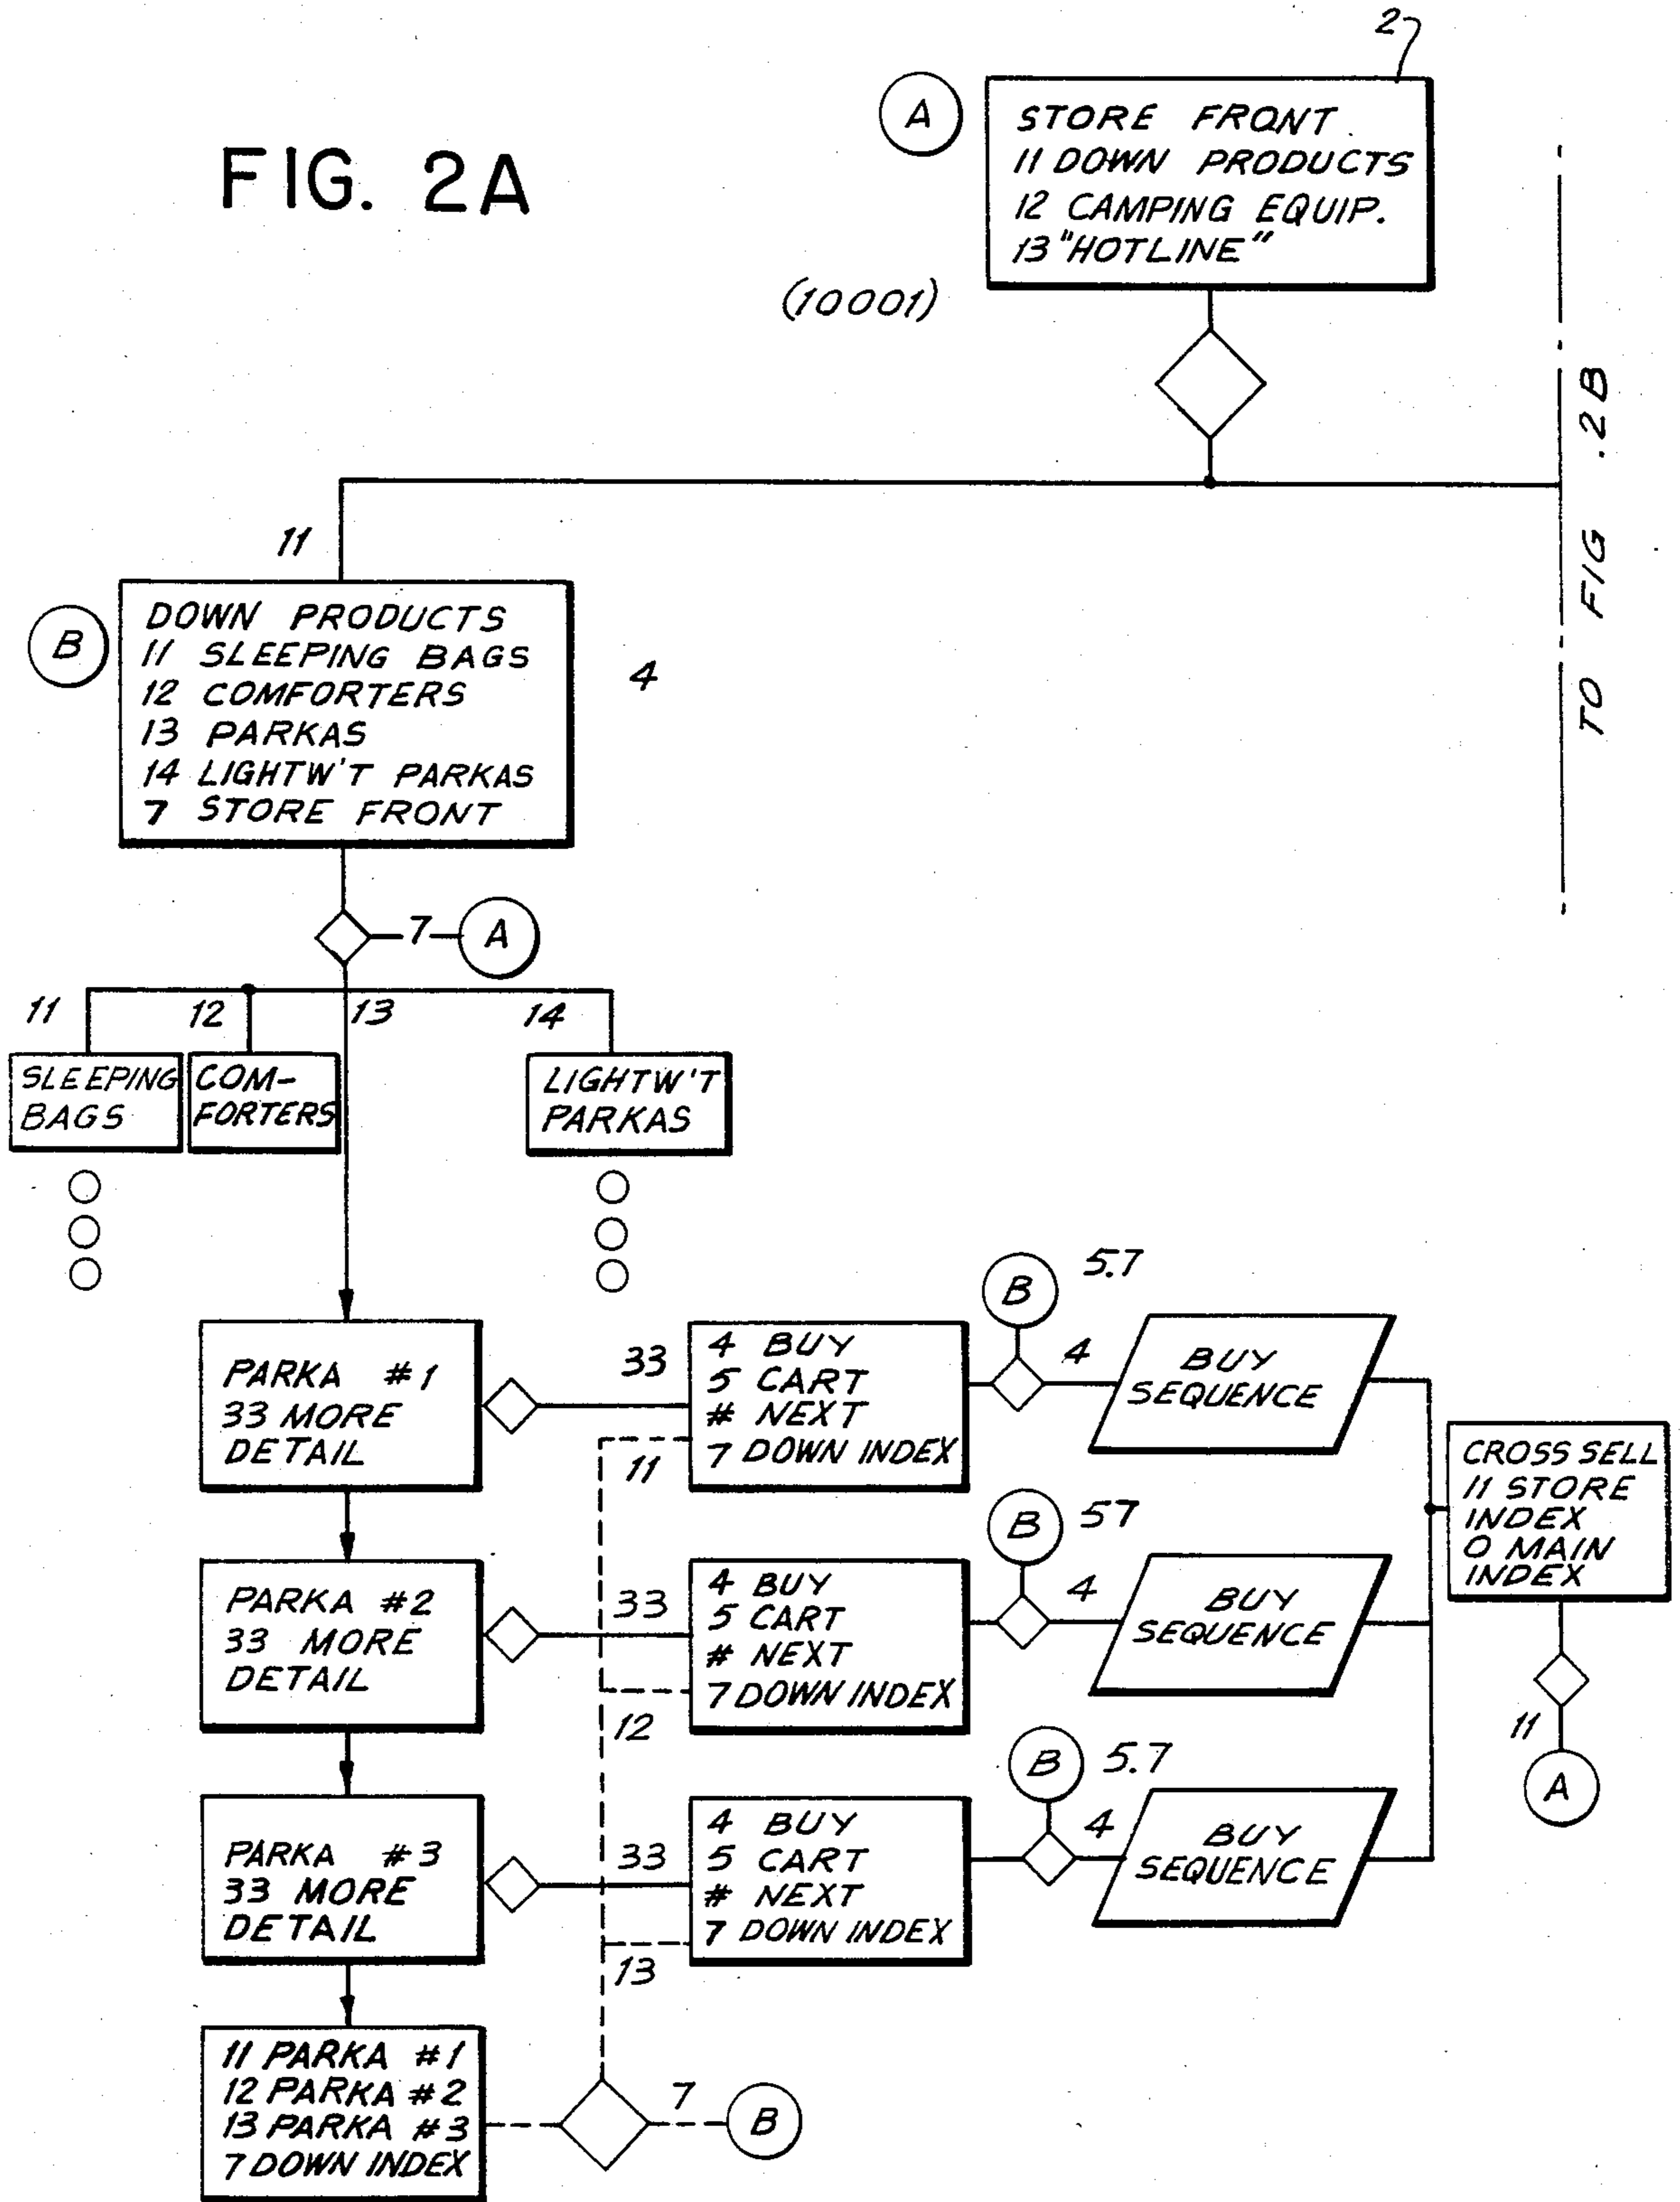 2
A
STORE FRONT
11 DOWN PRODUCTS
12 CAMPING EQUIP.
13 "HOTLINE"
FIG. 2A
(10001)
TO FIG .2B
11
B
DOWN PRODUCTS
11 SLEEPING BAGS
12 COMFORTERS
13 PARKAS
14 LIGHTW'T PARKAS
7 STORE FRONT
4
7
A
11
12
13
14
SLEEPING
BAGS
COM-
FORTERS
LIGHTW'T
PARKAS
PARKA #1
33 MORE
DETAIL
33
4 BUY
5 CART
# NEXT
7 DOWN INDEX
11
B
5.7
4
BUY
SEQUENCE
CROSS SELL
11 STORE
INDEX
0 MAIN
INDEX
11
A
PARKA #2
33 MORE
DETAIL
33
4 BUY
5 CART
# NEXT
7 DOWN INDEX
12
B
57
4
BUY
SEQUENCE
PARKA #3
33 MORE
DETAIL
33
4 BUY
5 CART
# NEXT
7 DOWN INDEX
13
B
5.7
4
BUY
SEQUENCE
11 PARKA #1
12 PARKA #2
13 PARKA #3
7 DOWN INDEX
7
B